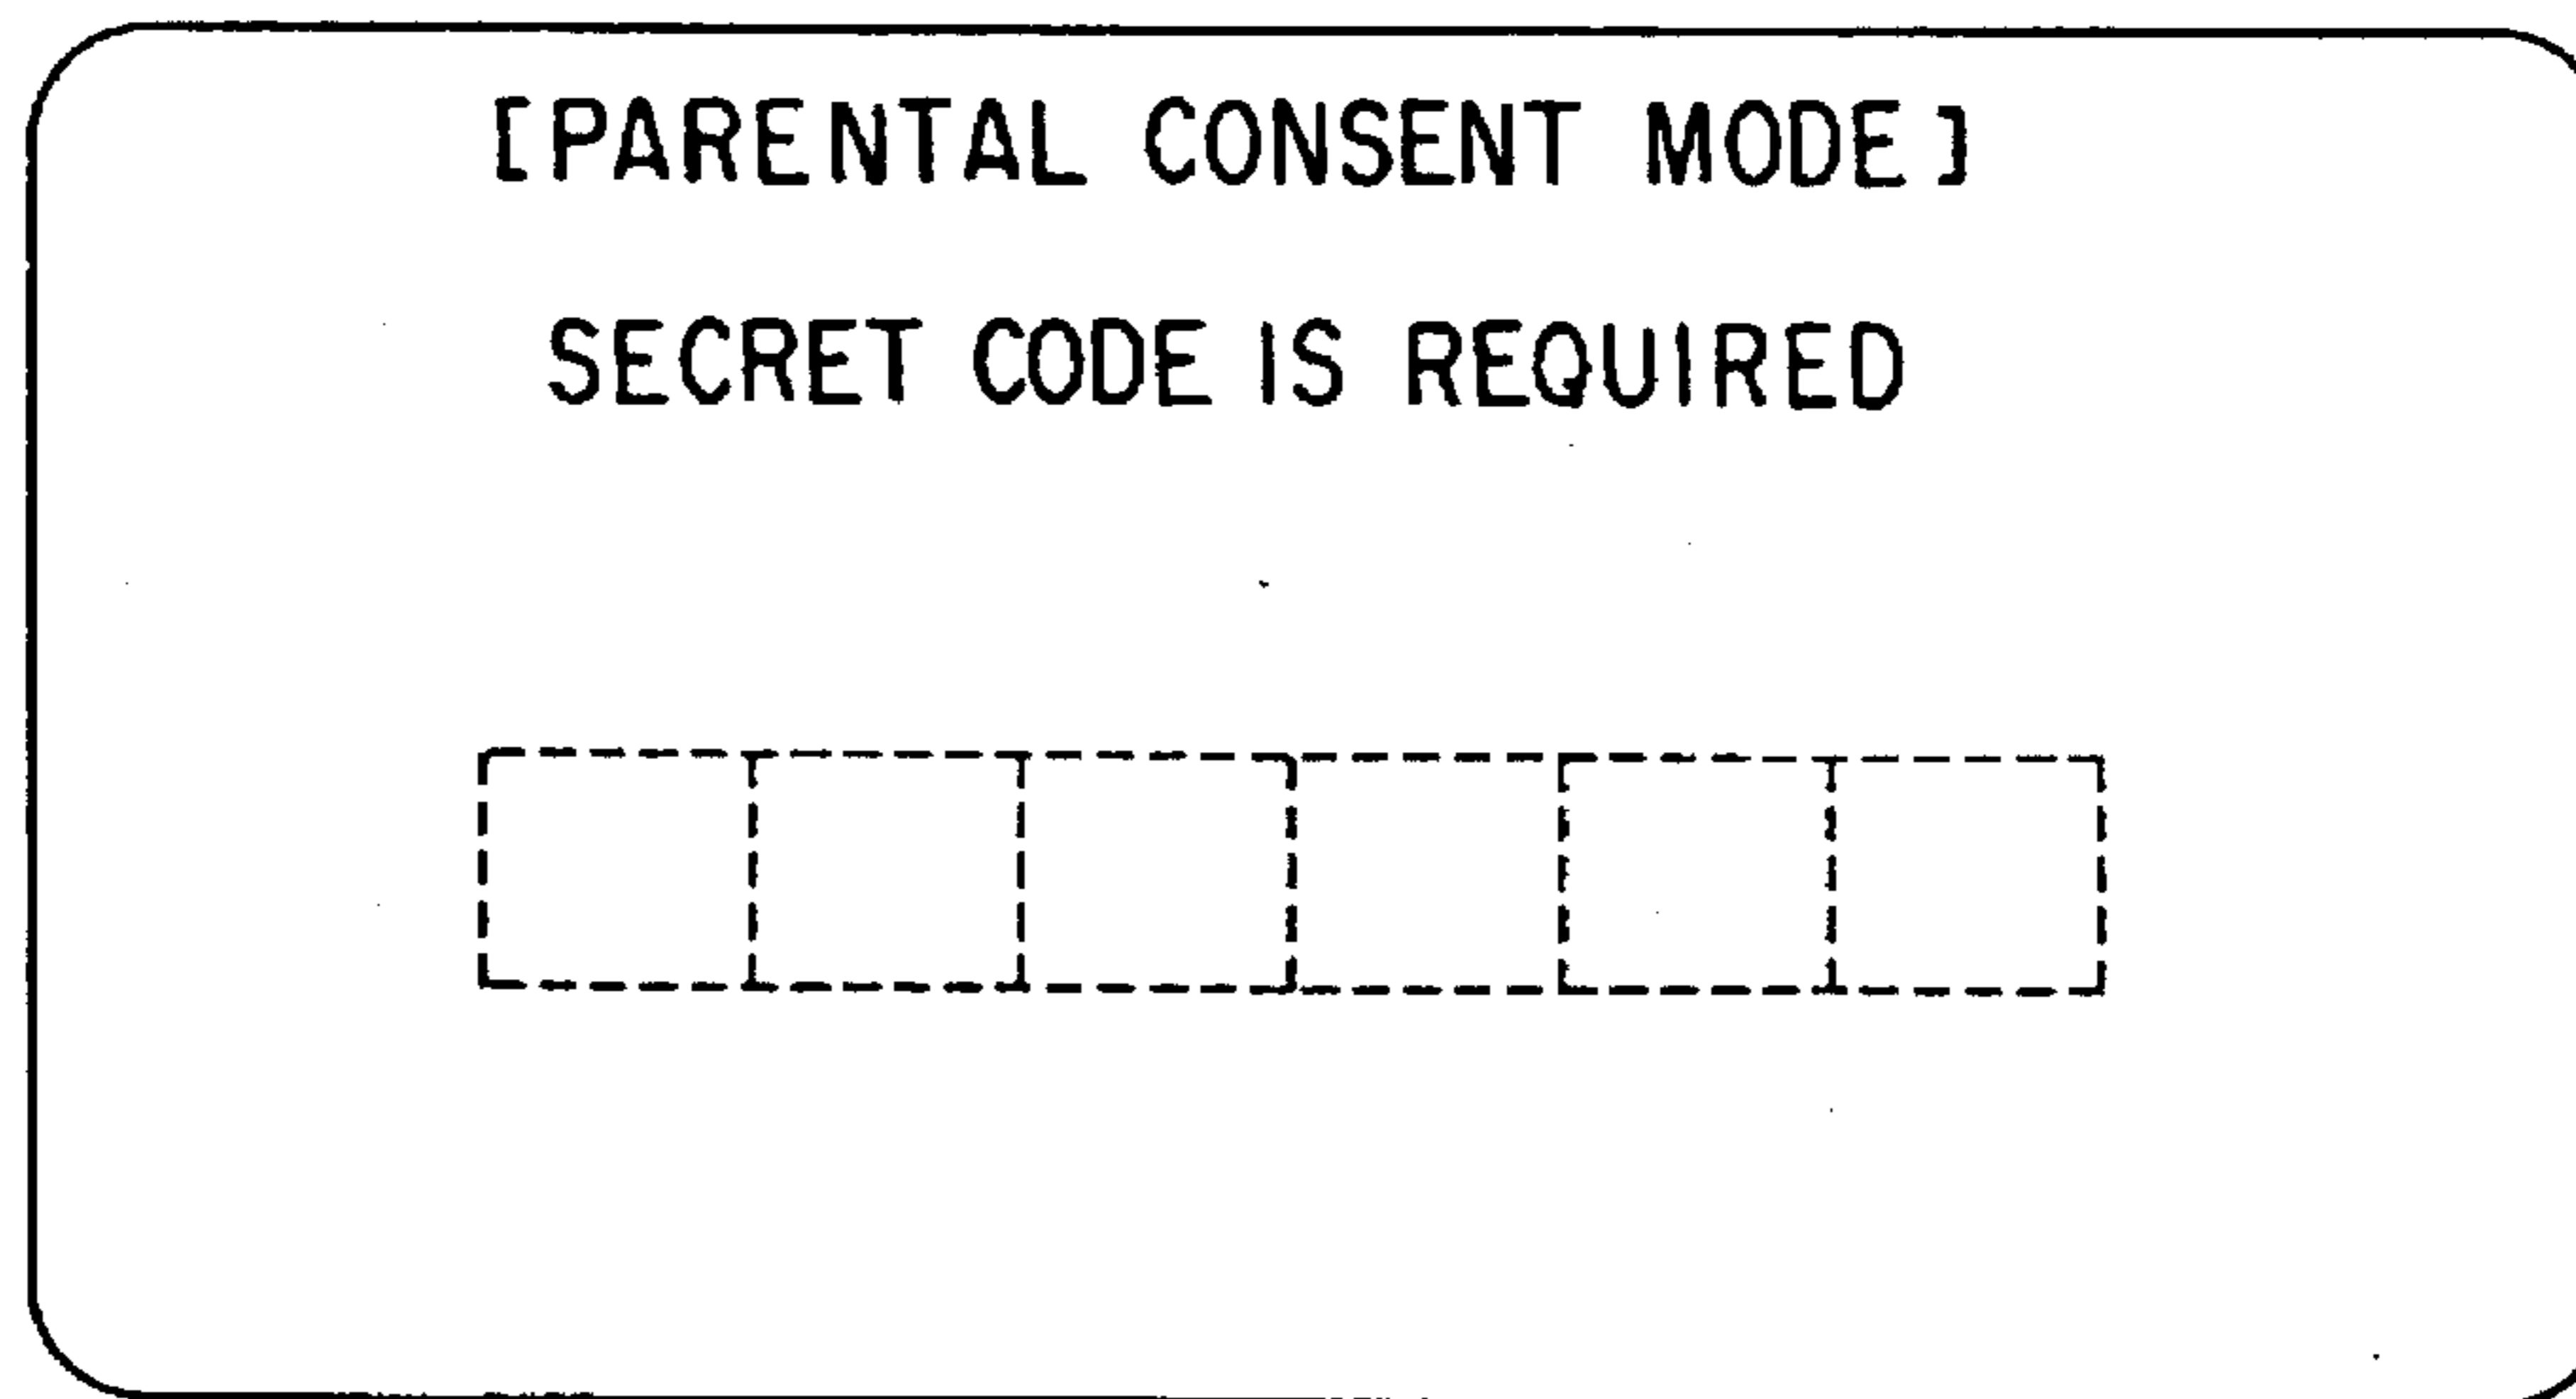 [PARENTAL CONSENT MODE]
SECRET CODE IS REQUIRED